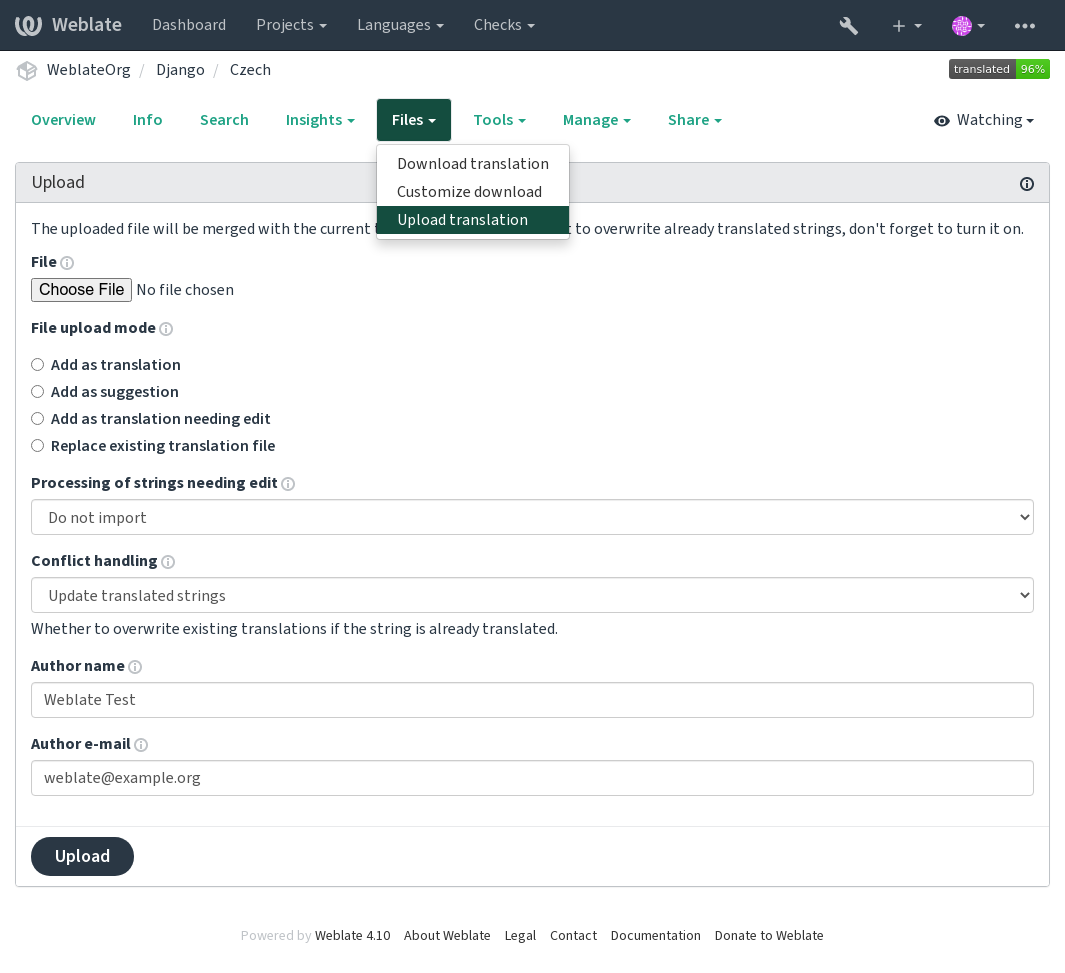 Weblate Dashboard Projects Languages Checks
WeblateOrg / Django / Czech translated 96%
Overview Info Search Insights Files Tools Manage Share Watching
Download translation
Customize download
Upload translation
Upload
The uploaded file will be merged with the current t to overwrite already translated strings, don't forget to turn it on.
File
Choose File No file chosen
File upload mode
Add as translation
Add as suggestion
Add as translation needing edit
Replace existing translation file
Processing of strings needing edit
Do not import
Conflict handling
Update translated strings
Whether to overwrite existing translations if the string is already translated.
Author name
Weblate Test
Author e-mail
weblate@example.org
Upload
Powered by Weblate 4.10 About Weblate Legal Contact Documentation Donate to Weblate